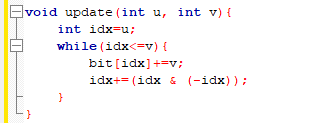 void update(int u, int v){
int idx=u;
while(idx<=v){
bit[idx]+=v;
idx+=(idx & (-idx));
}
}